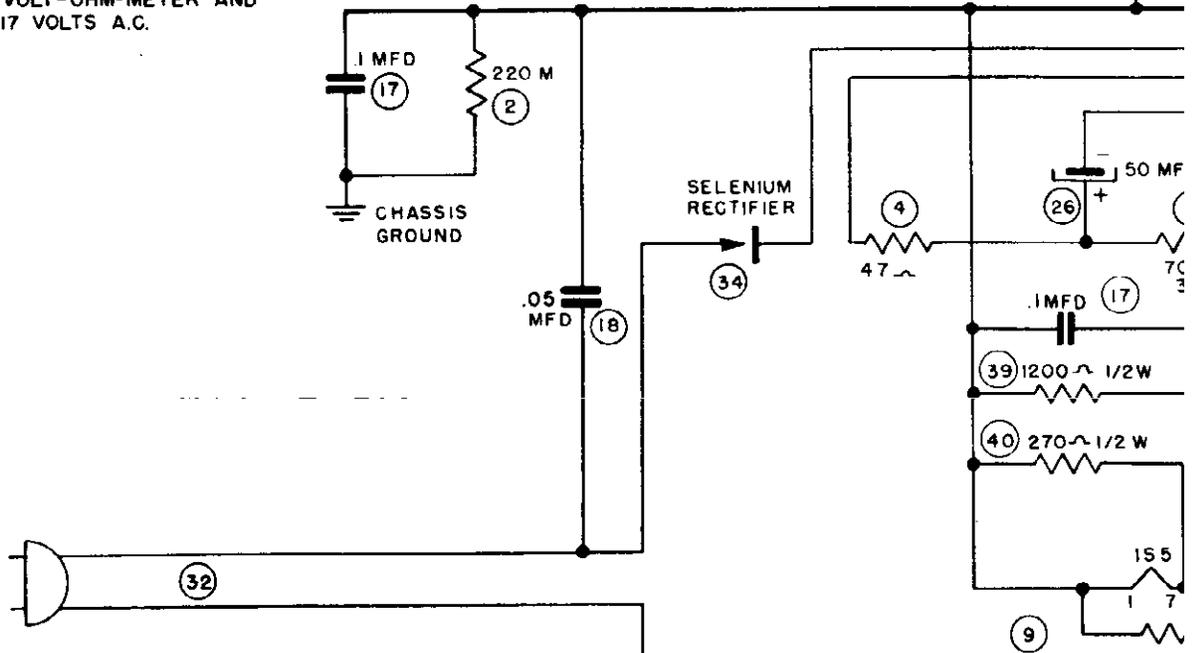 VOLT-OHM-METER AND
17 VOLTS A.C.
.1 MFD
17
220 M
2
CHASSIS
GROUND
SELENIUM
RECTIFIER
34
4
47
50 MF
26
.05
MFD
18
.1MFD
17
39 1200 1/2W
40 270 1/2 W
1S5
1 7
32
9